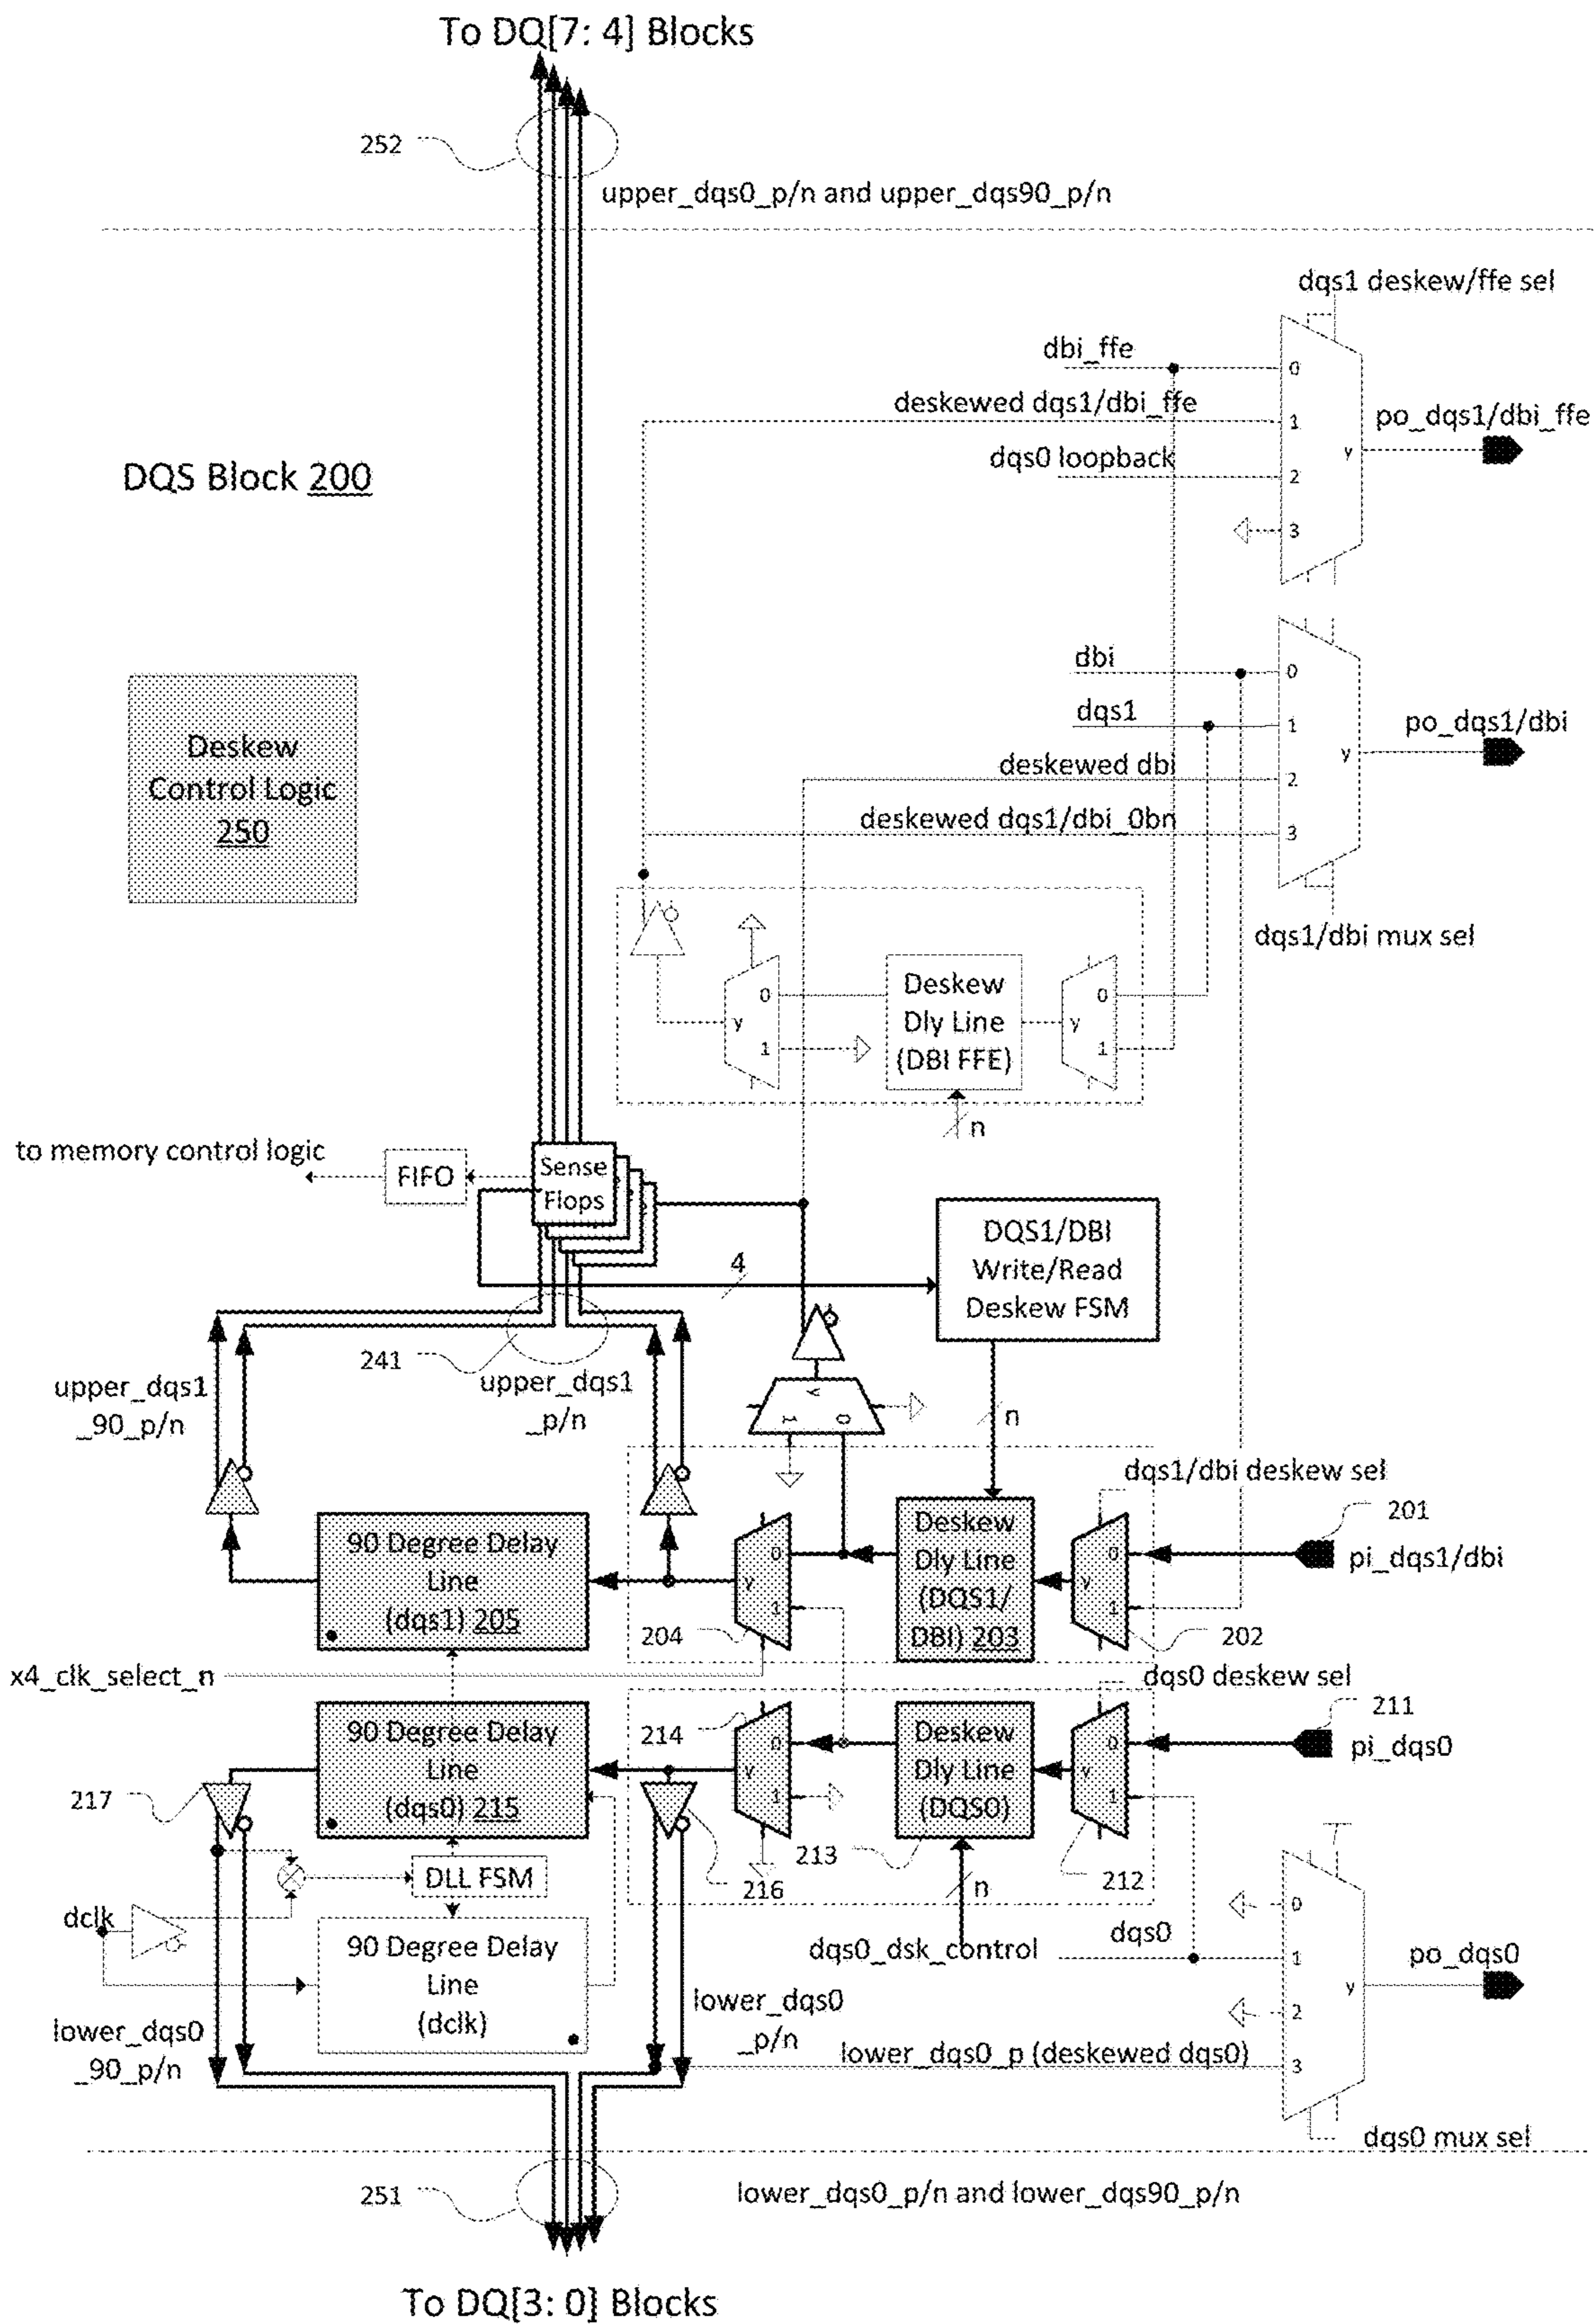 To DQ[7: 4] Blocks
252
upper_dqs0_p/n and upper_dqs90_p/n
dqs1 deskew/ffe sel
dbi_ffe
0
deskewed dqs1/dbi_ffe
1
po_dqs1/dbi_ffe
y
dqs0 loopback
2
DQS Block 200
3
dbi
0
dqs1
1
po_dqs1/dbi
y
Deskew
Control Logic
250
deskewed dbi
2
deskewed dqs1/dbi_0bn
3
dqs1/dbi mux sel
0
y
1
Deskew
Dly Line
(DBI FFE)
0
y
1
n
to memory control logic
FIFO
Sense
Flops
4
DQS1/DBI
Write/Read
Deskew FSM
241
upper_dqs1
_90_p/n
upper_dqs1
_p/n
y
1
0
n
dqs1/dbi deskew sel
201
90 Degree Delay
Line
(dqs1) 205
0
y
1
204
Deskew
Dly Line
(DQS1/
DBI) 203
0
y
1
202
pi_dqs1/dbi
x4_clk_select_n
dqs0 deskew sel
211
90 Degree Delay
Line
(dqs0) 215
214
0
y
1
Deskew
Dly Line
(DQS0)
0
y
1
pi_dqs0
217
213
212
DLL FSM
216
n
0
dclk
90 Degree Delay
Line
(dclk)
dqs0_dsk_control
dqs0
1
po_dqs0
y
2
lower_dqs0
_90_p/n
lower_dqs0
_p/n
lower_dqs0_p (deskewed dqs0)
3
dqs0 mux sel
251
lower_dqs0_p/n and lower_dqs90_p/n
To DQ[3: 0] Blocks